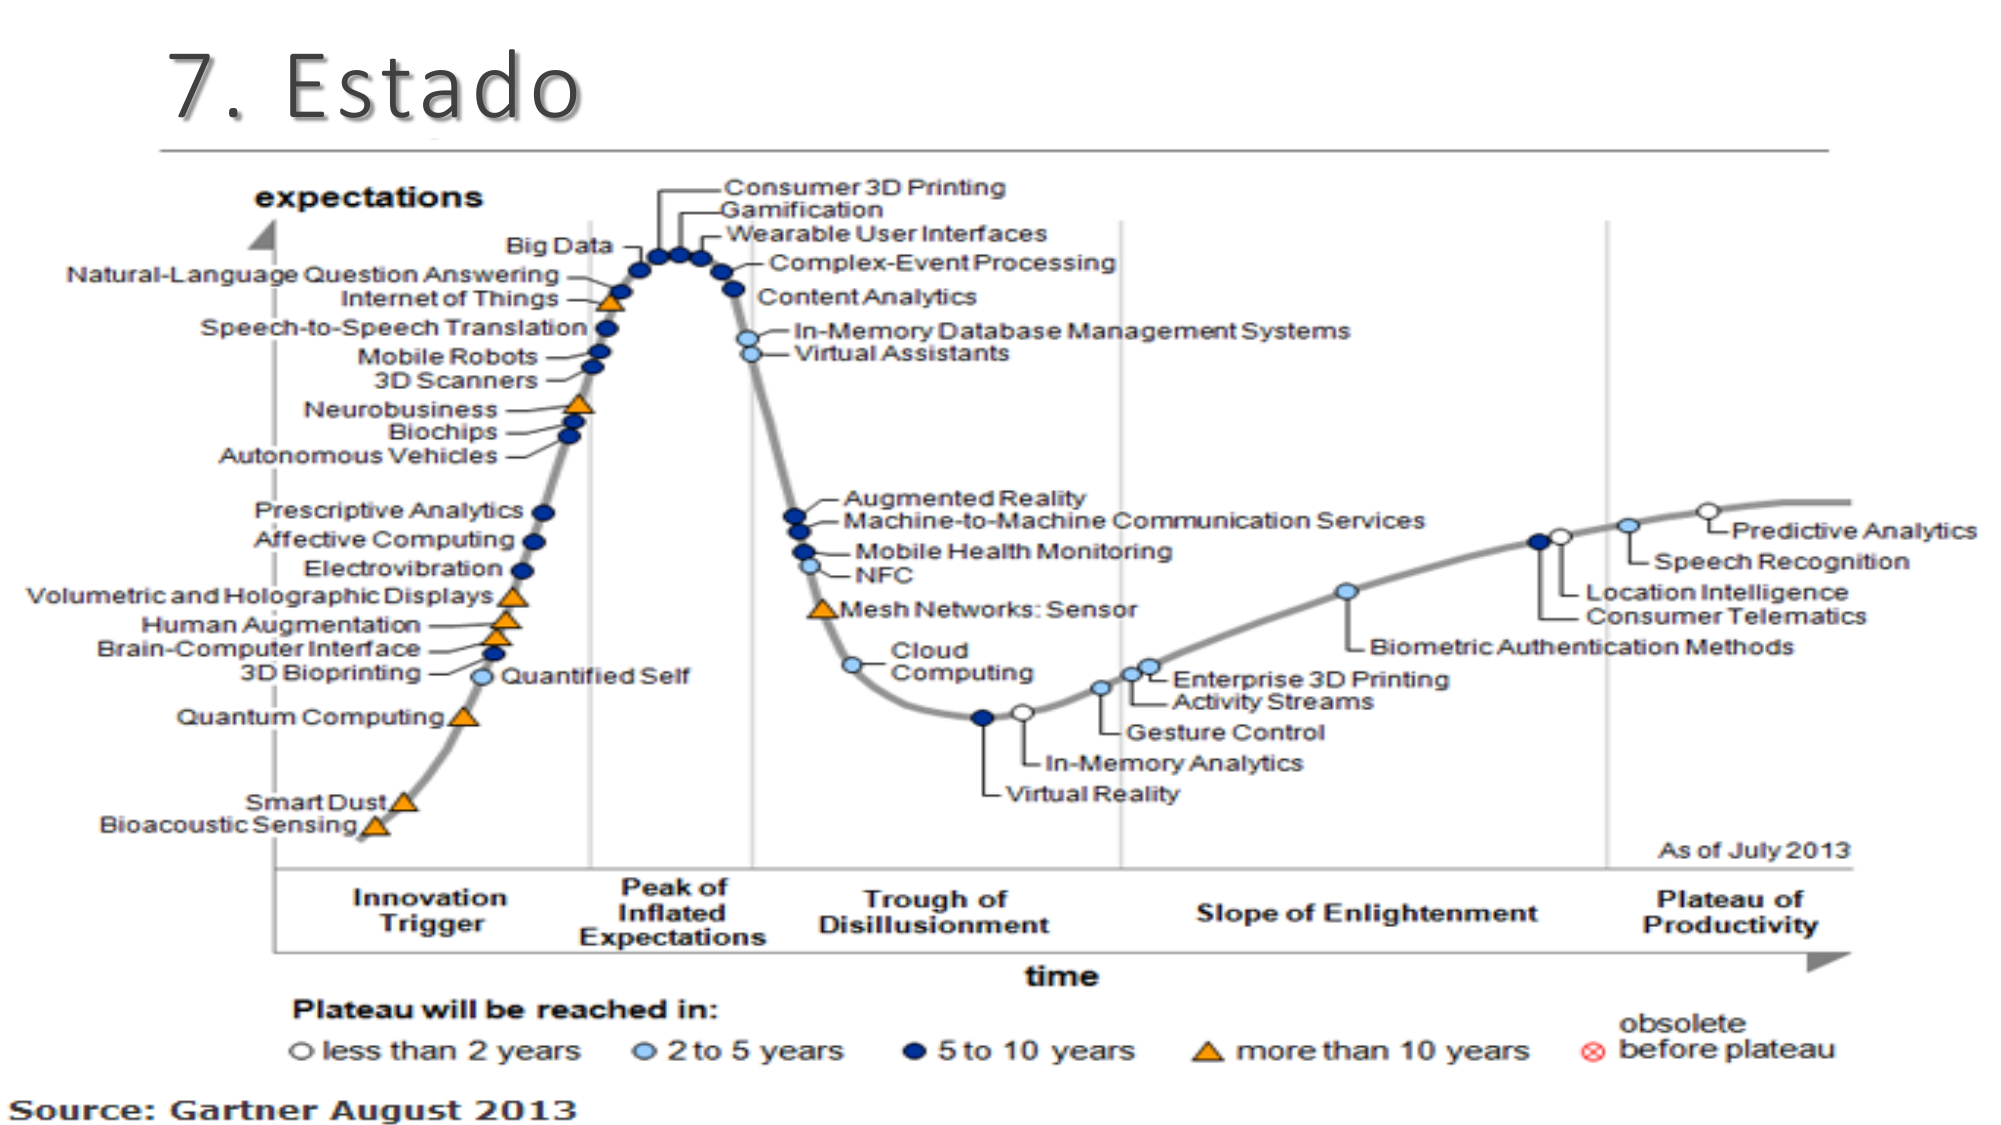 7. Estado
expectations
Consumer 3D Printing
Gamification
Wearable User Interfaces
Big Data
Complex-Event Processing
Natural-Language Question Answering
Internet of Things
Content Analytics
Speech-to-Speech Translation
In-Memory Database Management Systems
Mobile Robots
Virtual Assistants
3D Scanners
Neurobusiness
Biochips
Autonomous Vehicles
Augmented Reality
Prescriptive Analytics
Machine-to-Machine Communication Services
Predictive Analytics
Affective Computing
Mobile Health Monitoring
Speech Recognition
Electrovibration
NFC
Location Intelligence
Volumetric and Holographic Displays
Mesh Networks: Sensor
Consumer Telematics
Human Augmentation
Brain-Computer Interface
Cloud
Computing
Biometric Authentication Methods
3D Bioprinting
Quantified Self
Enterprise 3D Printing
Activity Streams
Quantum Computing
Gesture Control
In-Memory Analytics
Virtual Reality
Smart Dust
Bioacoustic Sensing
As of July 2013
Innovation
Trigger
Peak of
Inflated
Expectations
Trough of
Disillusionment
Slope of Enlightenment
Plateau of
Productivity
time
Plateau will be reached in:
less than 2 years
2 to 5 years
5 to 10 years
more than 10 years
obsolete
before plateau
Source: Gartner August 2013